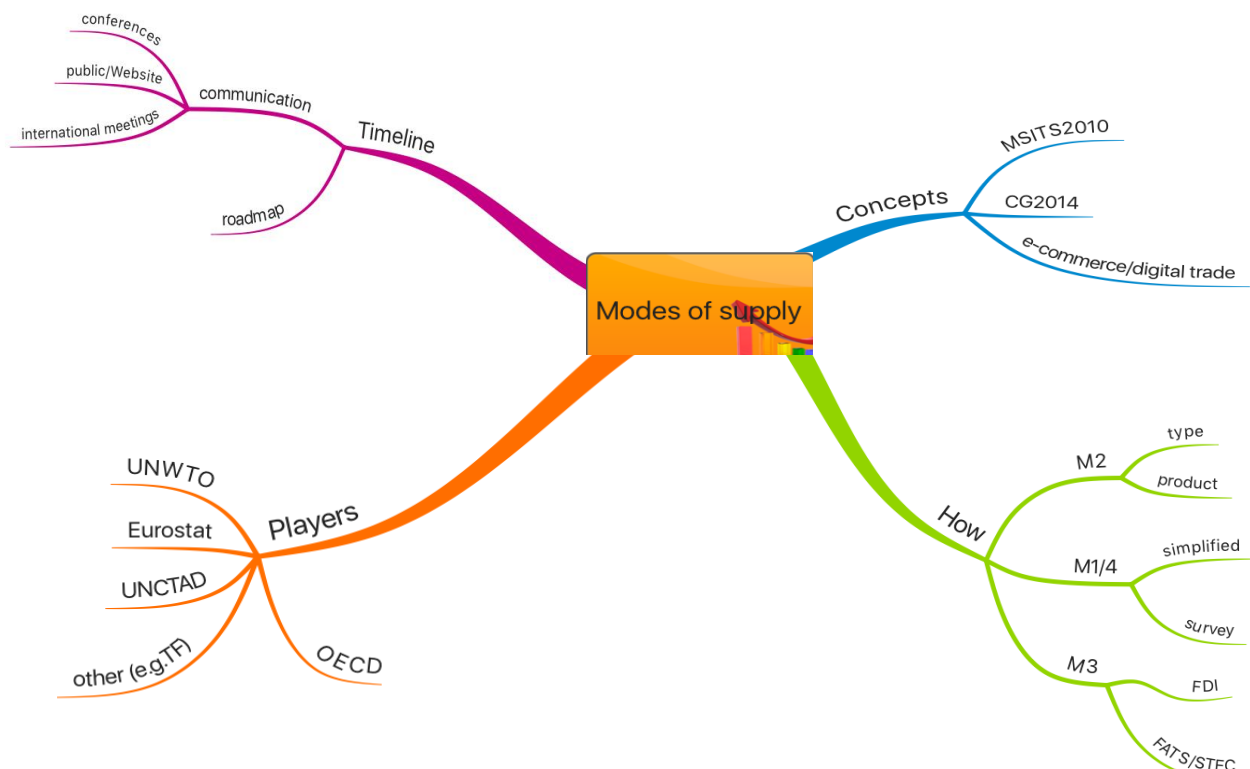 conferences
public/Website
international meetings
communication
Timeline
roadmap
Modes of supply
Concepts
MSITS2010
CG2014
e-commerce/digital trade
How
M2
type
product
M1/4
simplified
survey
M3
FDI
FATS/STEC
Players
UNWTO
Eurostat
UNCTAD
other (e.g.TF)
OECD